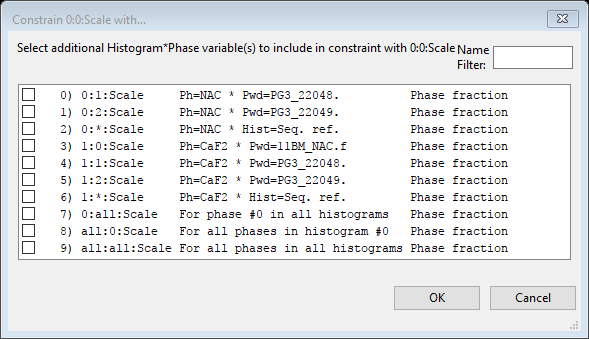 Constrain 0:0:Scale with...
Select additional Histogram*Phase variable(s) to include in constraint with 0:0:Scale Name Filter:
0) 0:1:Scale Ph=NAC * Pwd=PG3_22048. Phase fraction
1) 0:2:Scale Ph=NAC * Pwd=PG3_22049. Phase fraction
2) 0:*:Scale Ph=NAC * Hist=Seq. ref. Phase fraction
3) 1:0:Scale Ph=CaF2 * Pwd=11BM_NAC.f Phase fraction
4) 1:1:Scale Ph=CaF2 * Pwd=PG3_22048. Phase fraction
5) 1:2:Scale Ph=CaF2 * Pwd=PG3_22049. Phase fraction
6) 1:*:Scale Ph=CaF2 * Hist=Seq. ref. Phase fraction
7) 0:all:Scale For phase #0 in all histograms Phase fraction
8) all:0:Scale For all phases in histogram #0 Phase fraction
9) all:all:Scale For all phases in all histograms Phase fraction
OK Cancel